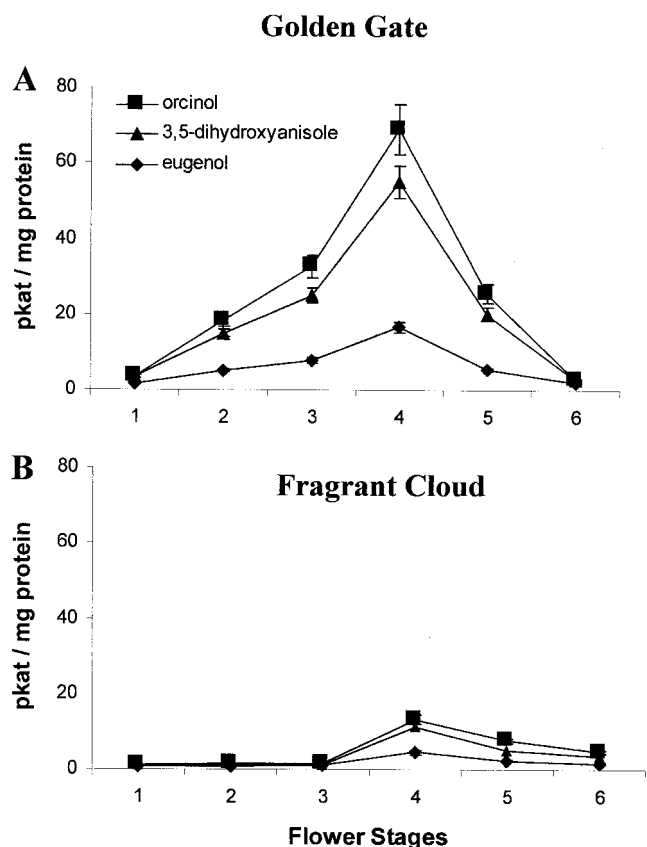 Golden Gate
A
80
60
40
20
0
pkat / mg protein
orcinol
3,5-dihydroxyanisole
eugenol
1 2 3 4 5 6
B
Fragrant Cloud
80
60
40
20
0
pkat / mg protein
1 2 3 4 5 6
Flower Stages